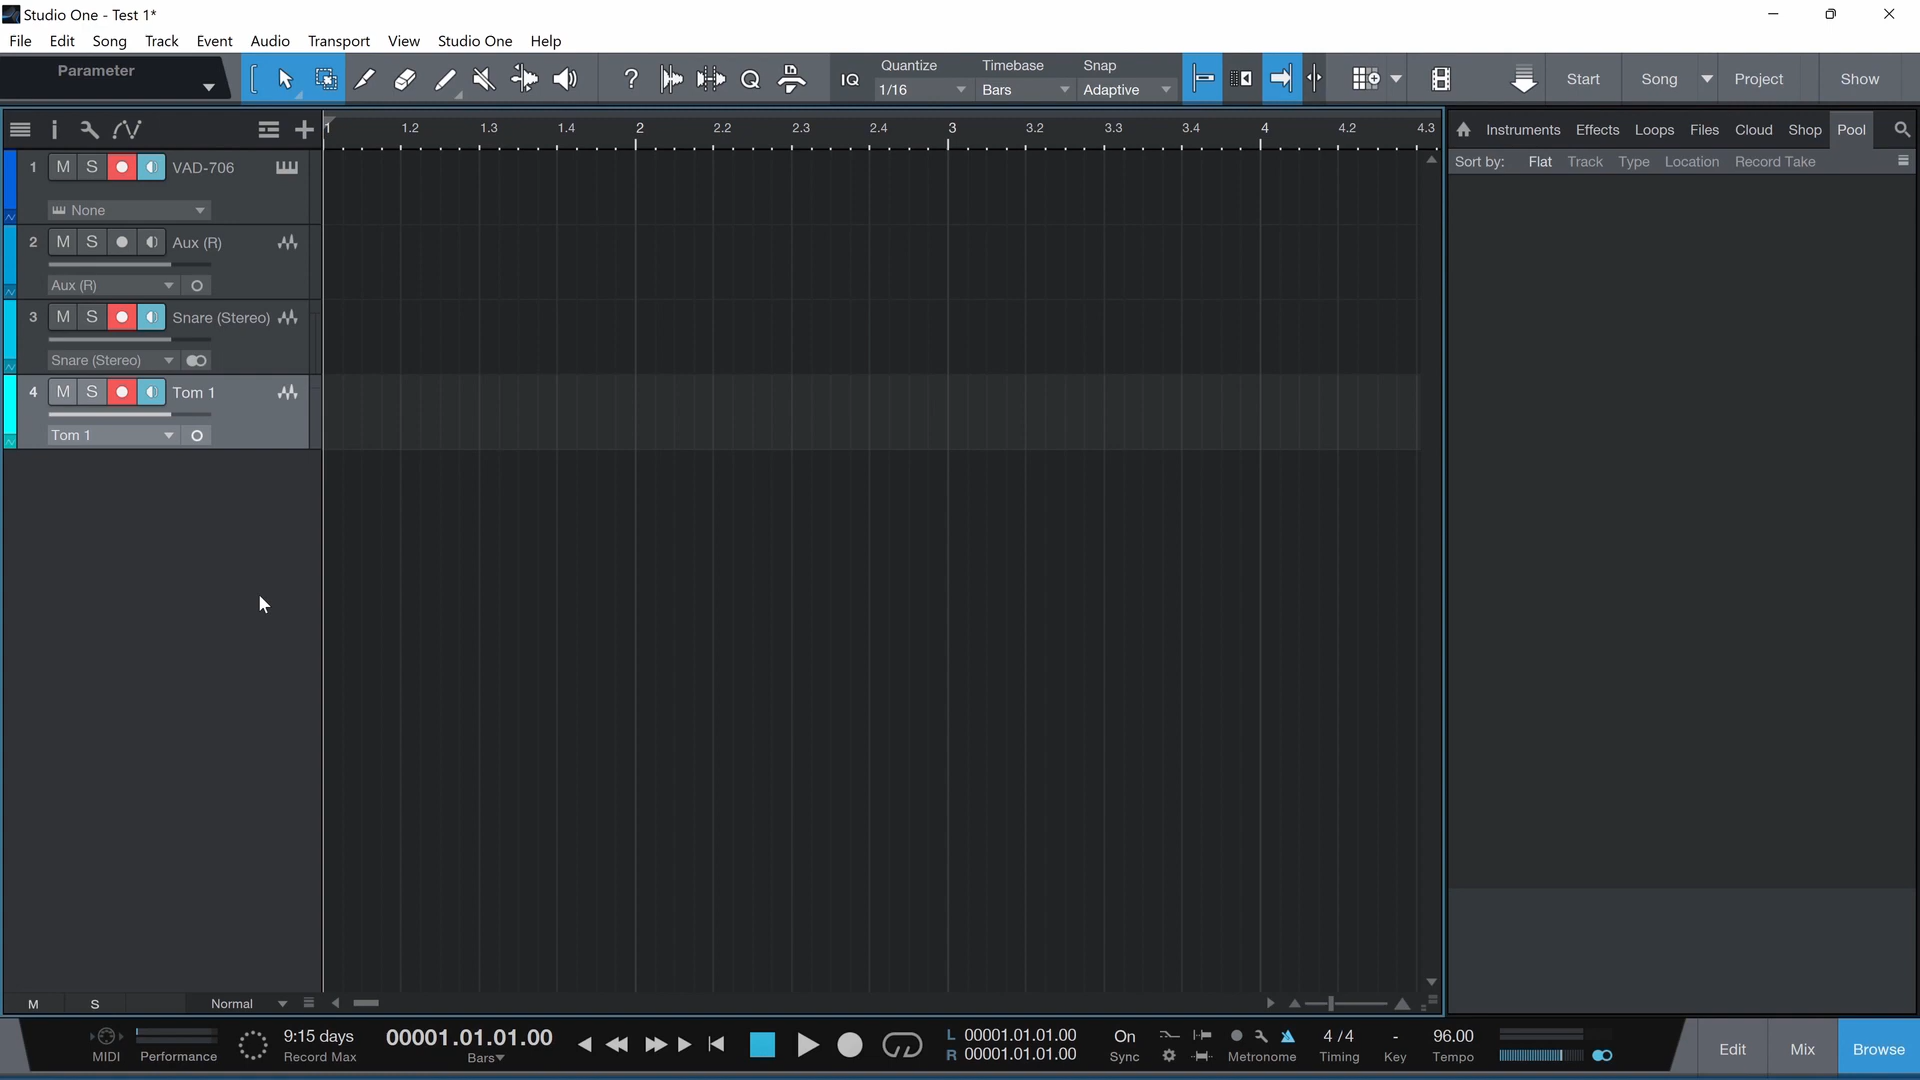 Studio One - Test 1*
File Edit Song Track Event Audio Transport View Studio One Help
Parameter
? Q IQ
Quantize Timebase Snap
1/16 Bars Adaptive
Start Song Project Show
1 1.2 1.3 1.4 2 2.2 2.3 2.4 3 3.2 3.3 3.4 4 4.2 4.3
Instruments Effects Loops Files Cloud Shop Pool
Sort by: Flat Track Type Location Record Take
1 M S VAD-706
None
2 M S Aux (R)
Aux (R)
3 M S Snare (Stereo)
Snare (Stereo)
4 M S Tom 1
Tom 1
M S Normal
MIDI Performance
9:15 days
Record Max
00001.01.01.00
Bars
L 00001.01.01.00
R 00001.01.01.00
On
Sync
Metronome
4 / 4
Timing
-
Key
96.00
Tempo
Edit Mix Browse